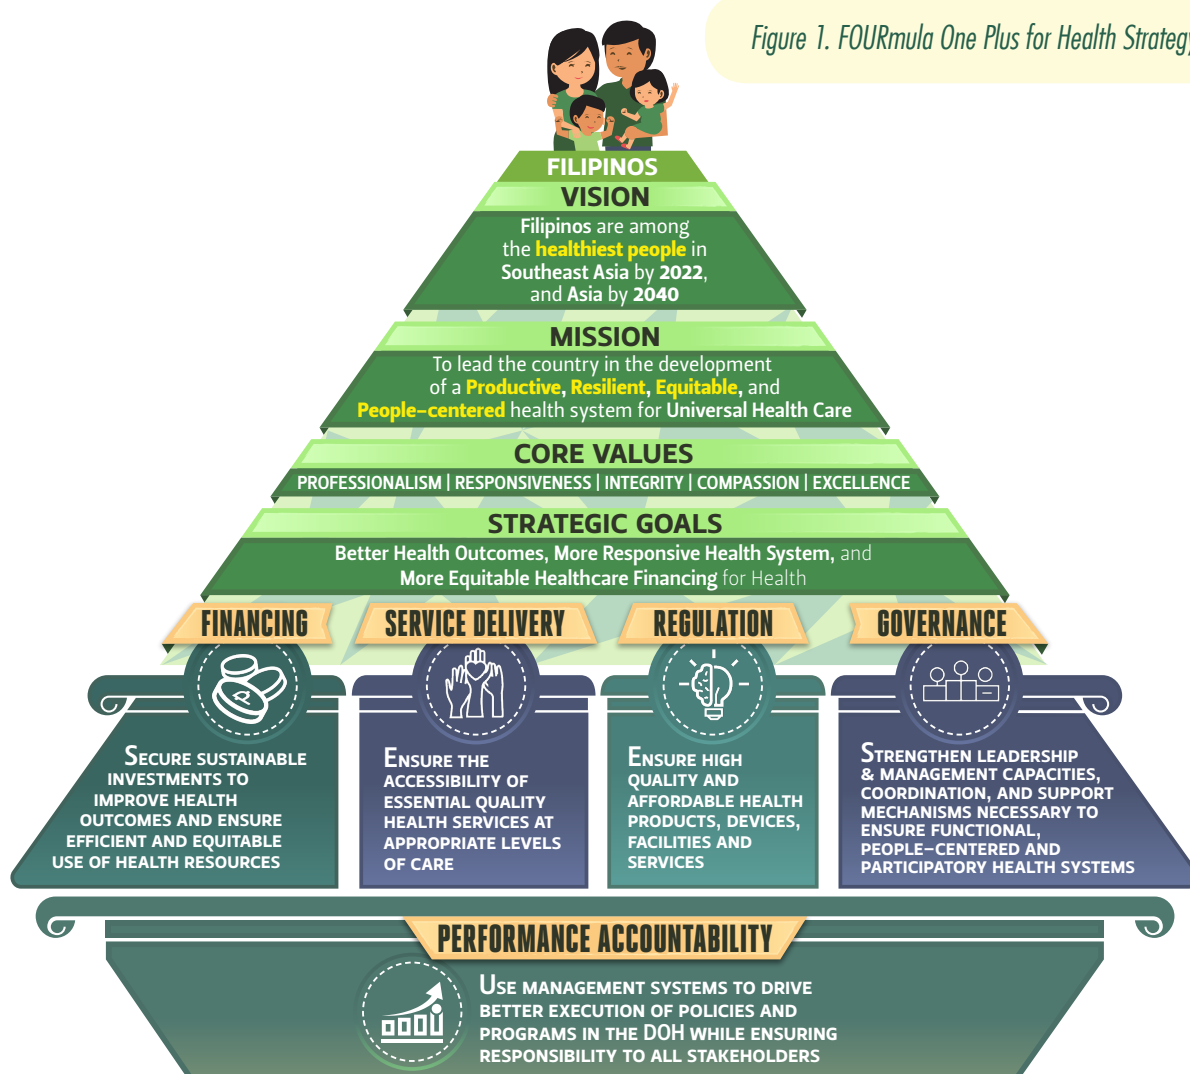 Figure 1. FOURmula One Plus for Health Strategy
FILIPINOS
VISION
Filipinos are among
the healthiest people in
Southeast Asia by 2022,
and Asia by 2040
MISSION
To lead the country in the development
of a Productive, Resilient, Equitable, and
People-centered health system for Universal Health Care
CORE VALUES
PROFESSIONALISM | RESPONSIVENESS | INTEGRITY | COMPASSION | EXCELLENCE
STRATEGIC GOALS
Better Health Outcomes, More Responsive Health System, and
More Equitable Healthcare Financing for Health
FINANCING
SECURE SUSTAINABLE
INVESTMENTS TO
IMPROVE HEALTH
OUTCOMES AND ENSURE
EFFICIENT AND EQUITABLE
USE OF HEALTH RESOURCES
SERVICE DELIVERY
ENSURE THE
ACCESSIBILITY OF
ESSENTIAL QUALITY
HEALTH SERVICES AT
APPROPRIATE LEVELS
OF CARE
REGULATION
ENSURE HIGH
QUALITY AND
AFFORDABLE HEALTH
PRODUCTS, DEVICES,
FACILITIES AND
SERVICES
GOVERNANCE
STRENGTHEN LEADERSHIP
& MANAGEMENT CAPACITIES,
COORDINATION, AND SUPPORT
MECHANISMS NECESSARY TO
ENSURE FUNCTIONAL,
PEOPLE-CENTERED AND
PARTICIPATORY HEALTH SYSTEMS
PERFORMANCE ACCOUNTABILITY
USE MANAGEMENT SYSTEMS TO DRIVE
BETTER EXECUTION OF POLICIES AND
PROGRAMS IN THE DOH WHILE ENSURING
RESPONSIBILITY TO ALL STAKEHOLDERS